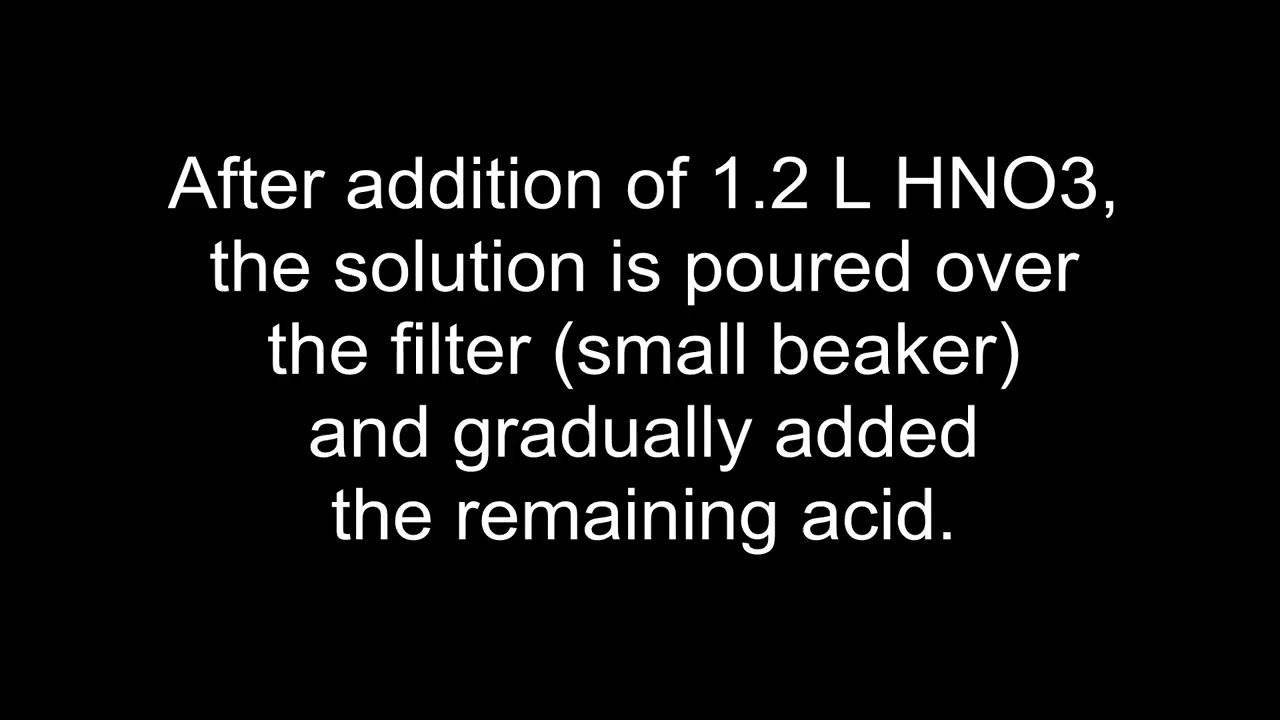 After addition of 1.2 L HNO3,
the solution is poured over
the filter (small beaker)
and gradually added
the remaining acid.